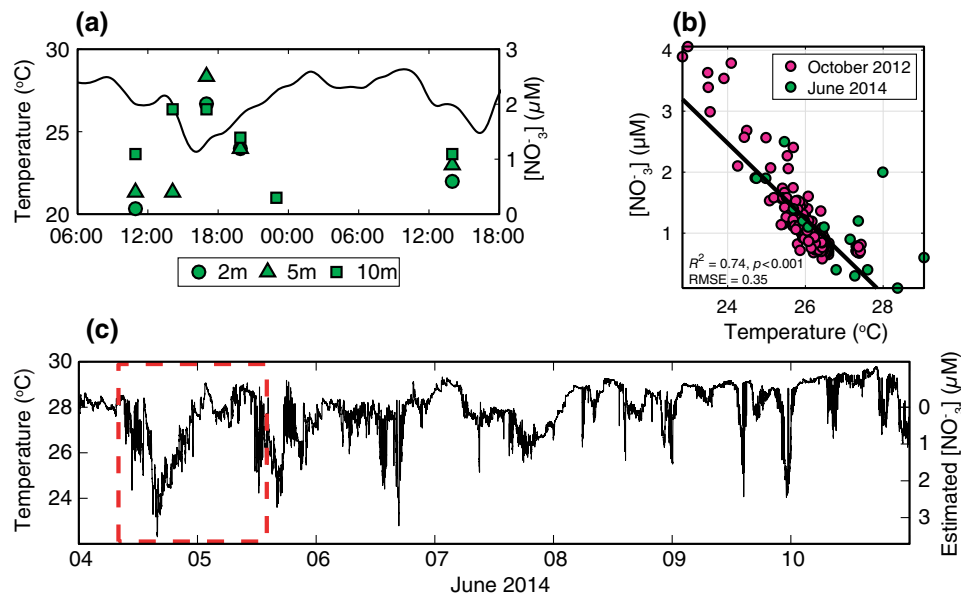 (a)
30
25
20
Temperature (°C)
3
2
1
0
[NO₃⁻] (µM)
06:00 12:00 18:00 00:00 06:00 12:00 18:00
2m 5m 10m
(b)
4
3
2
1
[NO₃⁻] (µM)
October 2012
June 2014
R² = 0.74, p<0.001
RMSE = 0.35
24 26 28
Temperature (°C)
(c)
30
28
26
24
Temperature (°C)
0
1
2
3
Estimated [NO₃⁻] (µM)
04 05 06 07 08 09 10
June 2014